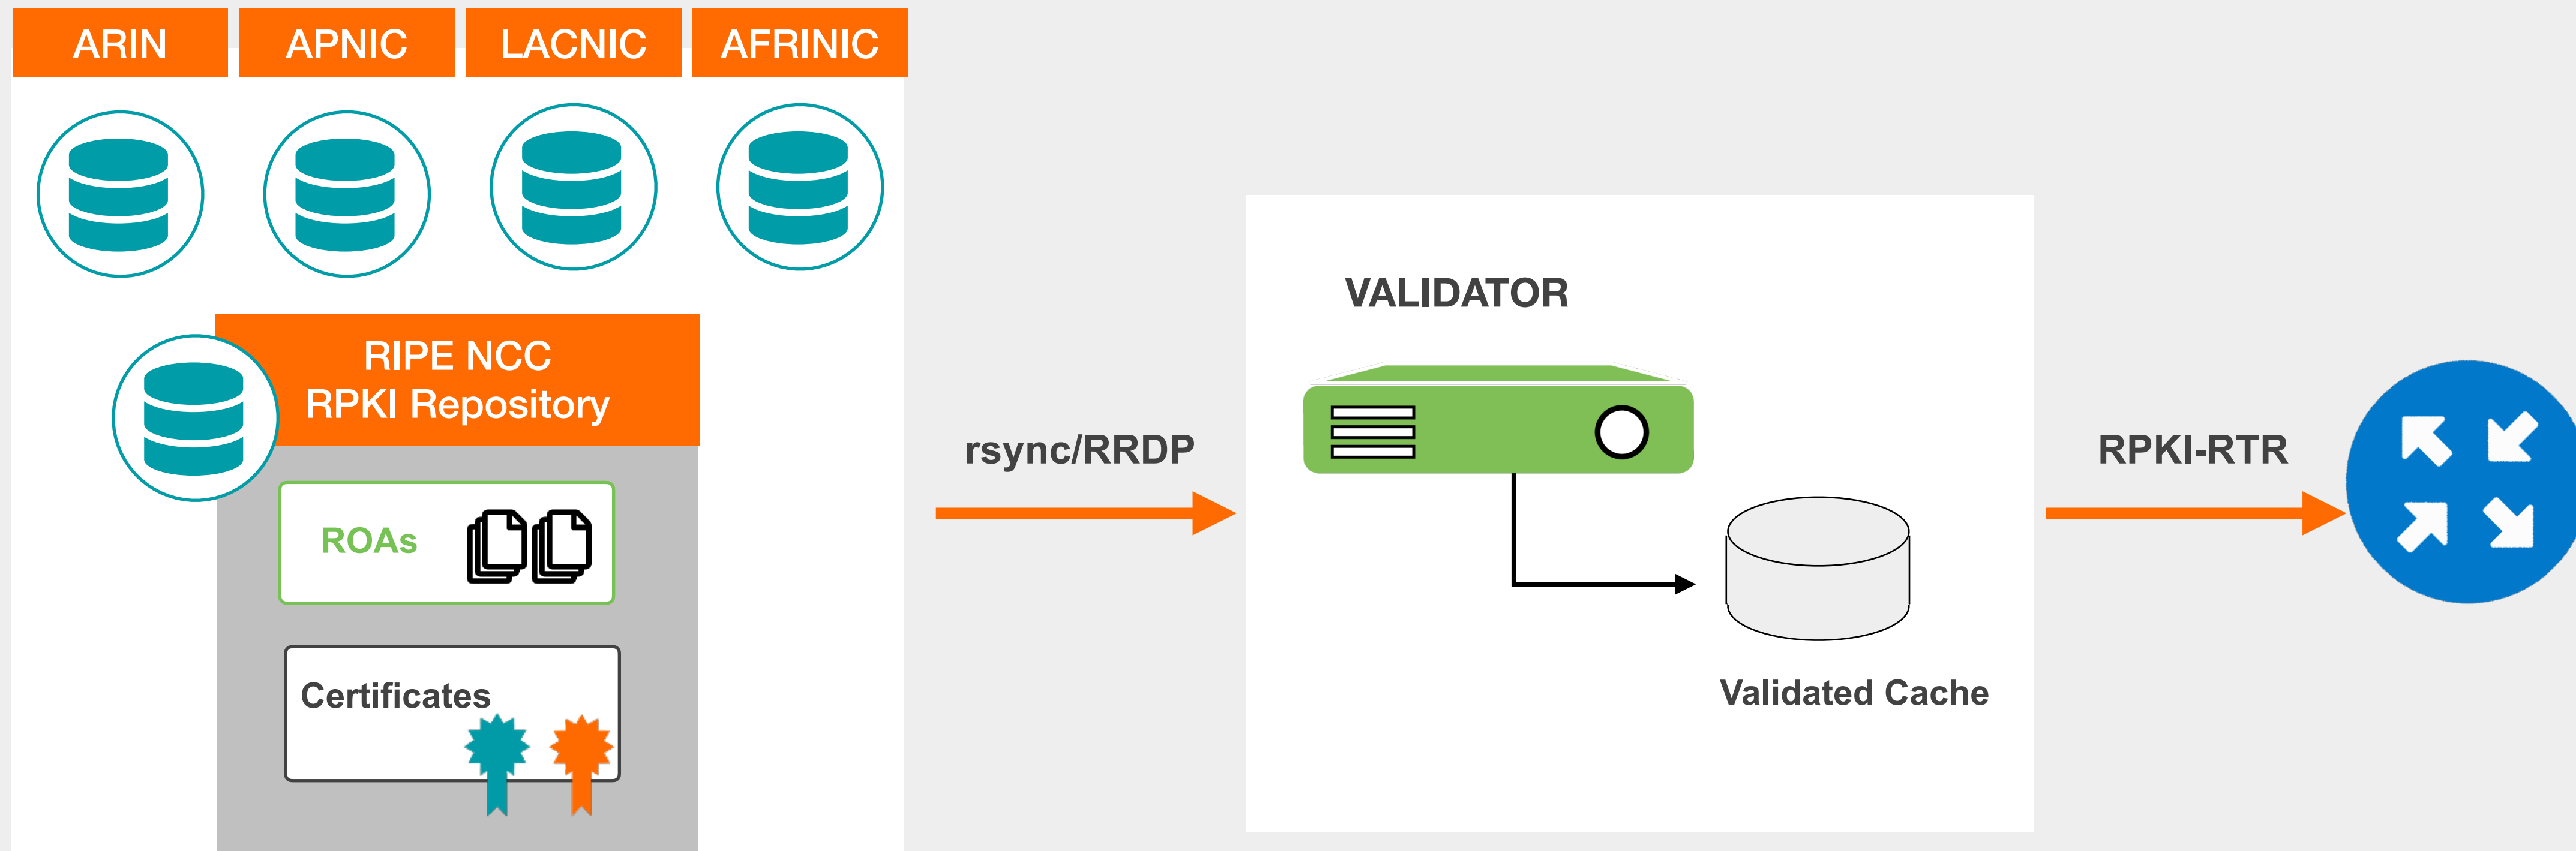 ARIN
APNIC
LACNIC
AFRINIC
RIPE NCC
RPKI Repository
ROAs
Certificates
rsync/RRDP
VALIDATOR
Validated Cache
RPKI-RTR